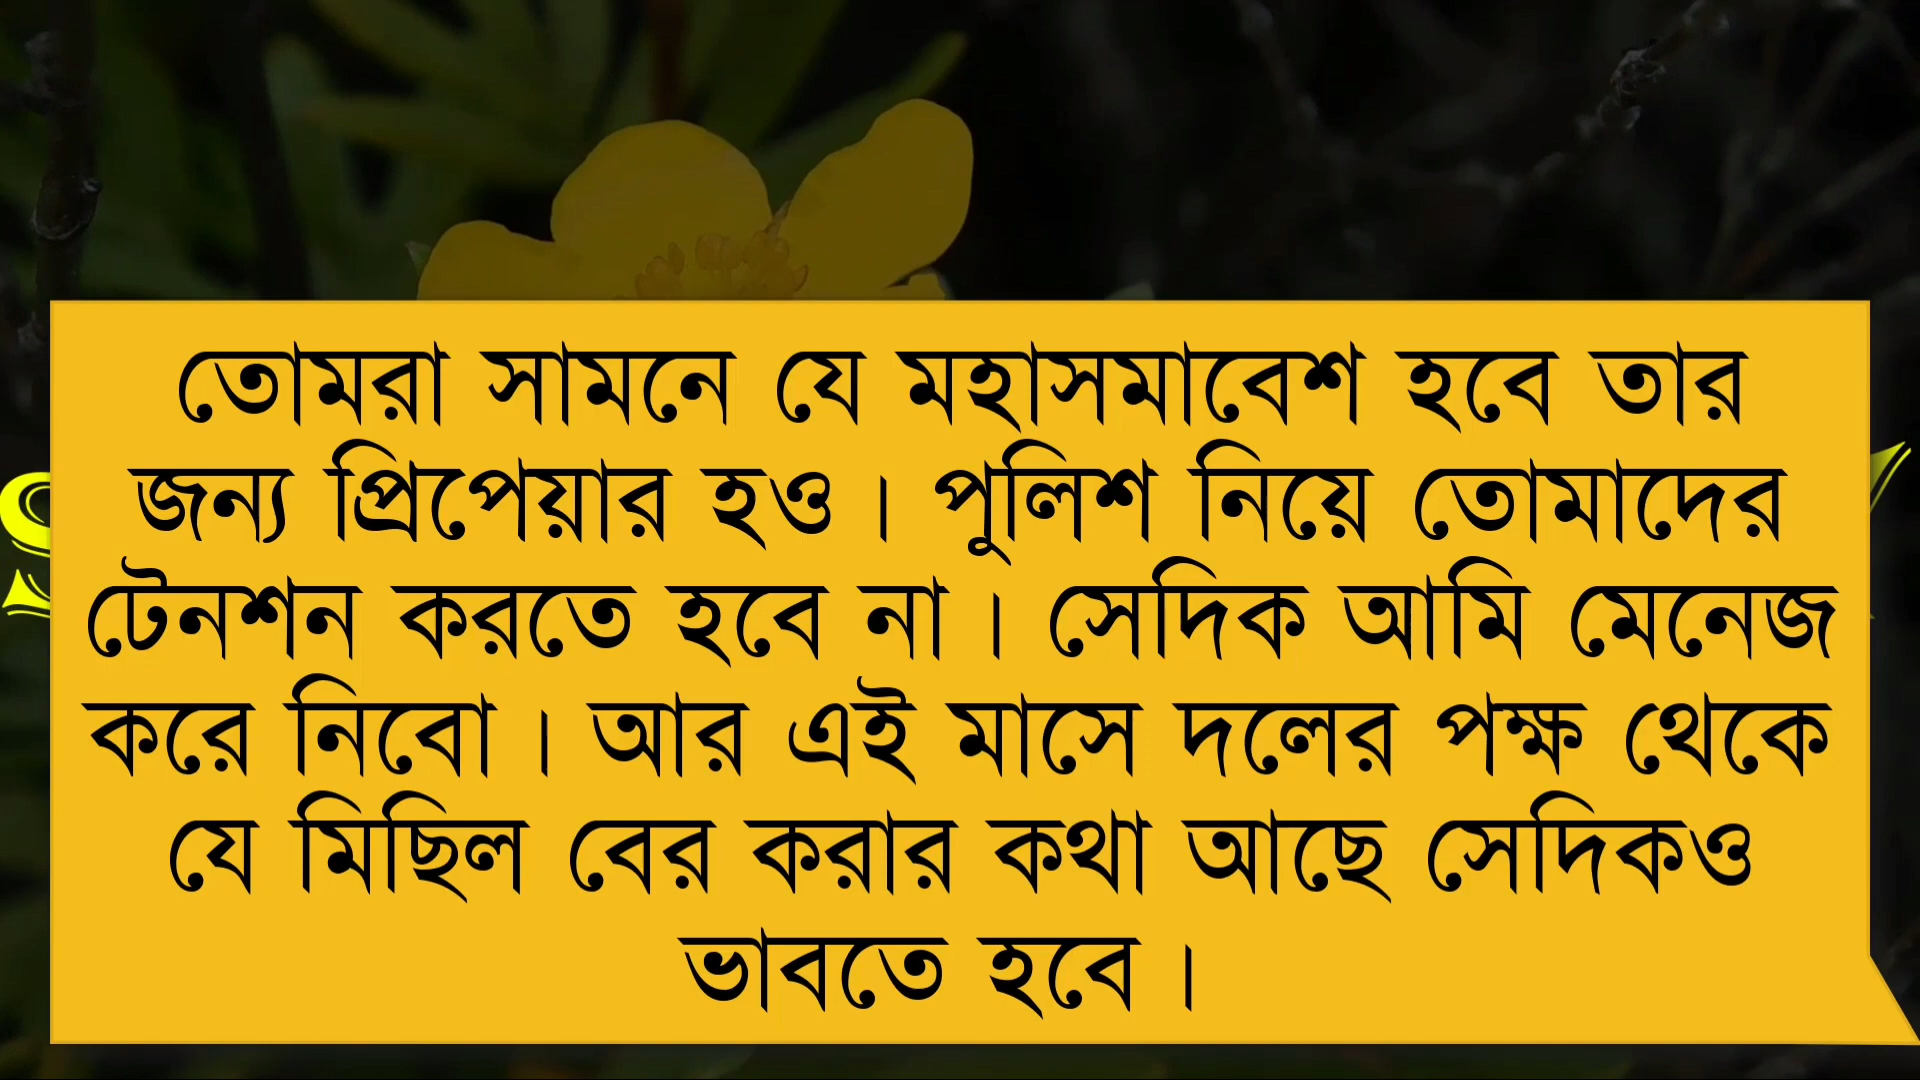 তোমরা সামনে যে মহাসমাবেশ হবে তার
জন্য প্রিপেয়ার হও। পুলিশ নিয়ে তোমাদের
টেনশন করতে হবে না। সেদিক আমি মেনেজ
করে নিবো। আর এই মাসে দলের পক্ষ থেকে
যে মিছিল বের করার কথা আছে সেদিকও
ভাবতে হবে।